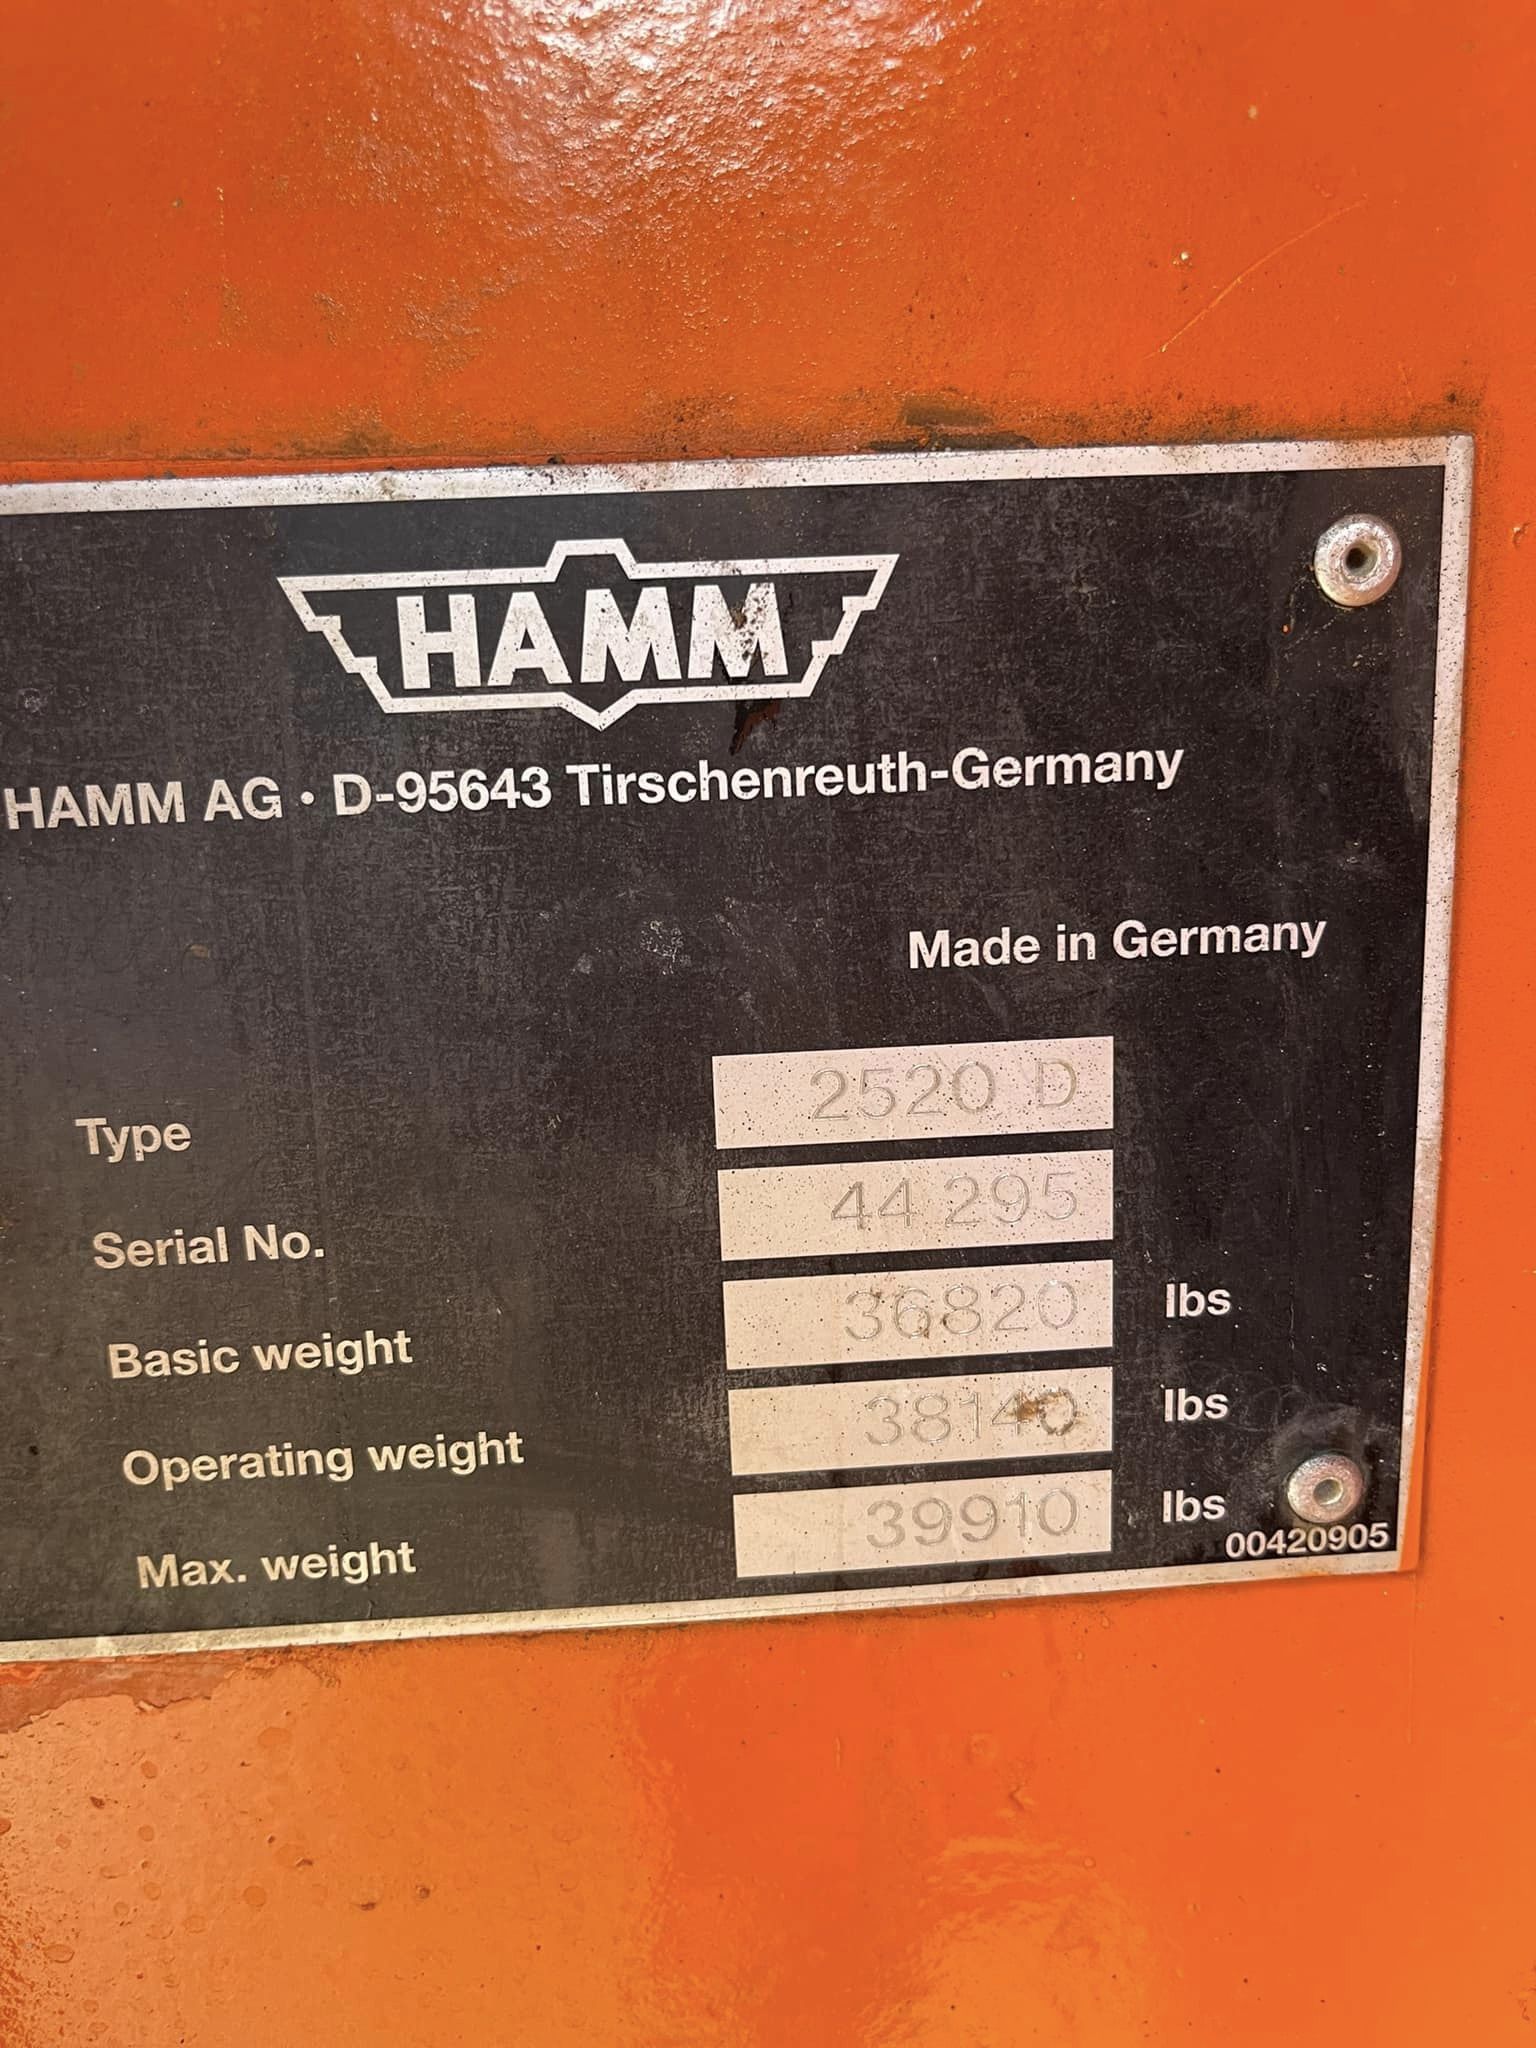 HAMM
HAMM AG · D-95643 Tirschenreuth-Germany
Made in Germany
Type 2520 D
Serial No. 44 295
Basic weight 36820 lbs
Operating weight 38140 lbs
Max. weight 39910 lbs
00420905